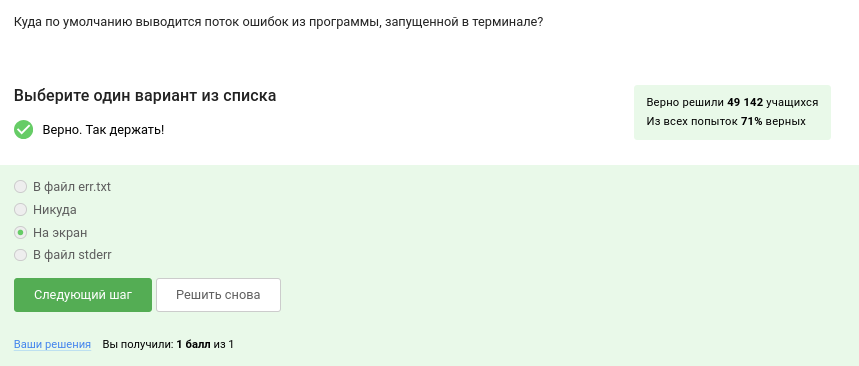 Куда по умолчанию выводится поток ошибок из программы, запущенной в терминале?
Выберите один вариант из списка
Верно решили 49 142 учащихся
Из всех попыток 71% верных
Верно. Так держать!
В файл err.txt
Никуда
На экран
В файл stderr
Следующий шаг
Решить снова
Ваши решения
Вы получили: 1 балл из 1